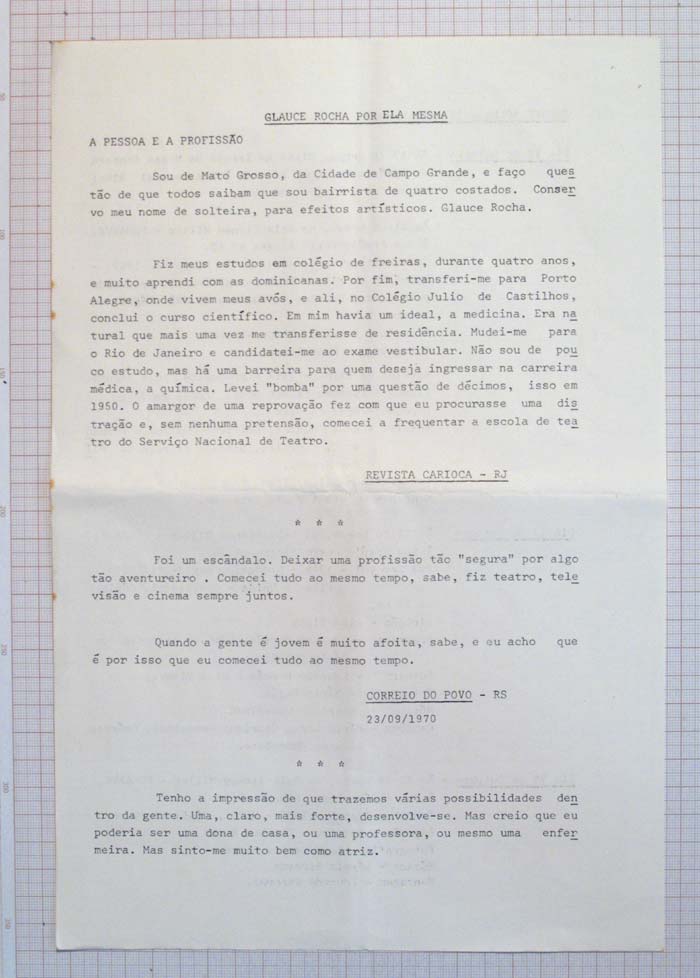 GLAUCE ROCHA POR ELA MESMA
A PESSOA E A PROFISSÃO
Sou de Mato Grosso, da Cidade de Campo Grande, e faço ques
tão de que todos saibam que sou bairrista de quatro costados. Conser
vo meu nome de solteira, para efeitos artísticos. Glauce Rocha.
Fiz meus estudos em colégio de freiras, durante quatro anos,
e muito aprendi com as dominicanas. Por fim, transferi-me para Porto
Alegre, onde vivem meus avós, e ali, no Colégio Julio de Castilhos,
conclui o curso científico. Em mim havia um ideal, a medicina. Era na
tural que mais uma vez me transferisse de residência. Mudei-me para
o Rio de Janeiro e candidatei-me ao exame vestibular. Não sou de pou
co estudo, mas há uma barreira para quem deseja ingressar na carreira
médica, a química. Levei "bomba" por uma questão de décimos, isso em
1950. O amargor de uma reprovação fez com que eu procurasse uma dis
tração e, sem nenhuma pretensão, comecei a frequentar a escola de tea
tro do Serviço Nacional de Teatro.
REVISTA CARIOCA - RJ
* * *
Foi um escândalo. Deixar uma profissão tão "segura" por algo
tão aventureiro . Comecei tudo ao mesmo tempo, sabe, fiz teatro, tele
visão e cinema sempre juntos.
Quando a gente é jovem é muito afoita, sabe, e eu acho que
é por isso que eu comecei tudo ao mesmo tempo.
CORREIO DO POVO - RS
23/09/1970
* * *
Tenho a impressão de que trazemos várias possibilidades den
tro da gente. Uma, claro, mais forte, desenvolve-se. Mas creio que eu
poderia ser uma dona de casa, ou uma professora, ou mesmo uma enfer
meira. Mas sinto-me muito bem como atriz.